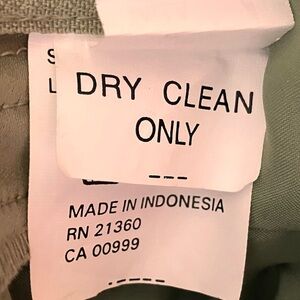 DRY CLEAN
ONLY
MADE IN INDONESIA
RN 21360
CA 00999